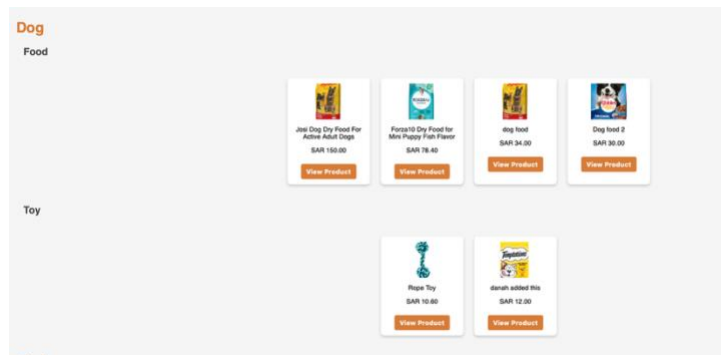 Dog
Food
Josi Dog Dry Food For
Active Adult Dogs
SAR 150.00
View Product
Forza10 Dry Food for
Mini Puppy Fish Flavor
SAR 76.40
View Product
dog food
SAR 34.00
View Product
Dog food 2
SAR 30.00
View Product
Toy
Rope Toy
SAR 10.60
View Product
Temptations
danah added this
SAR 12.00
View Product